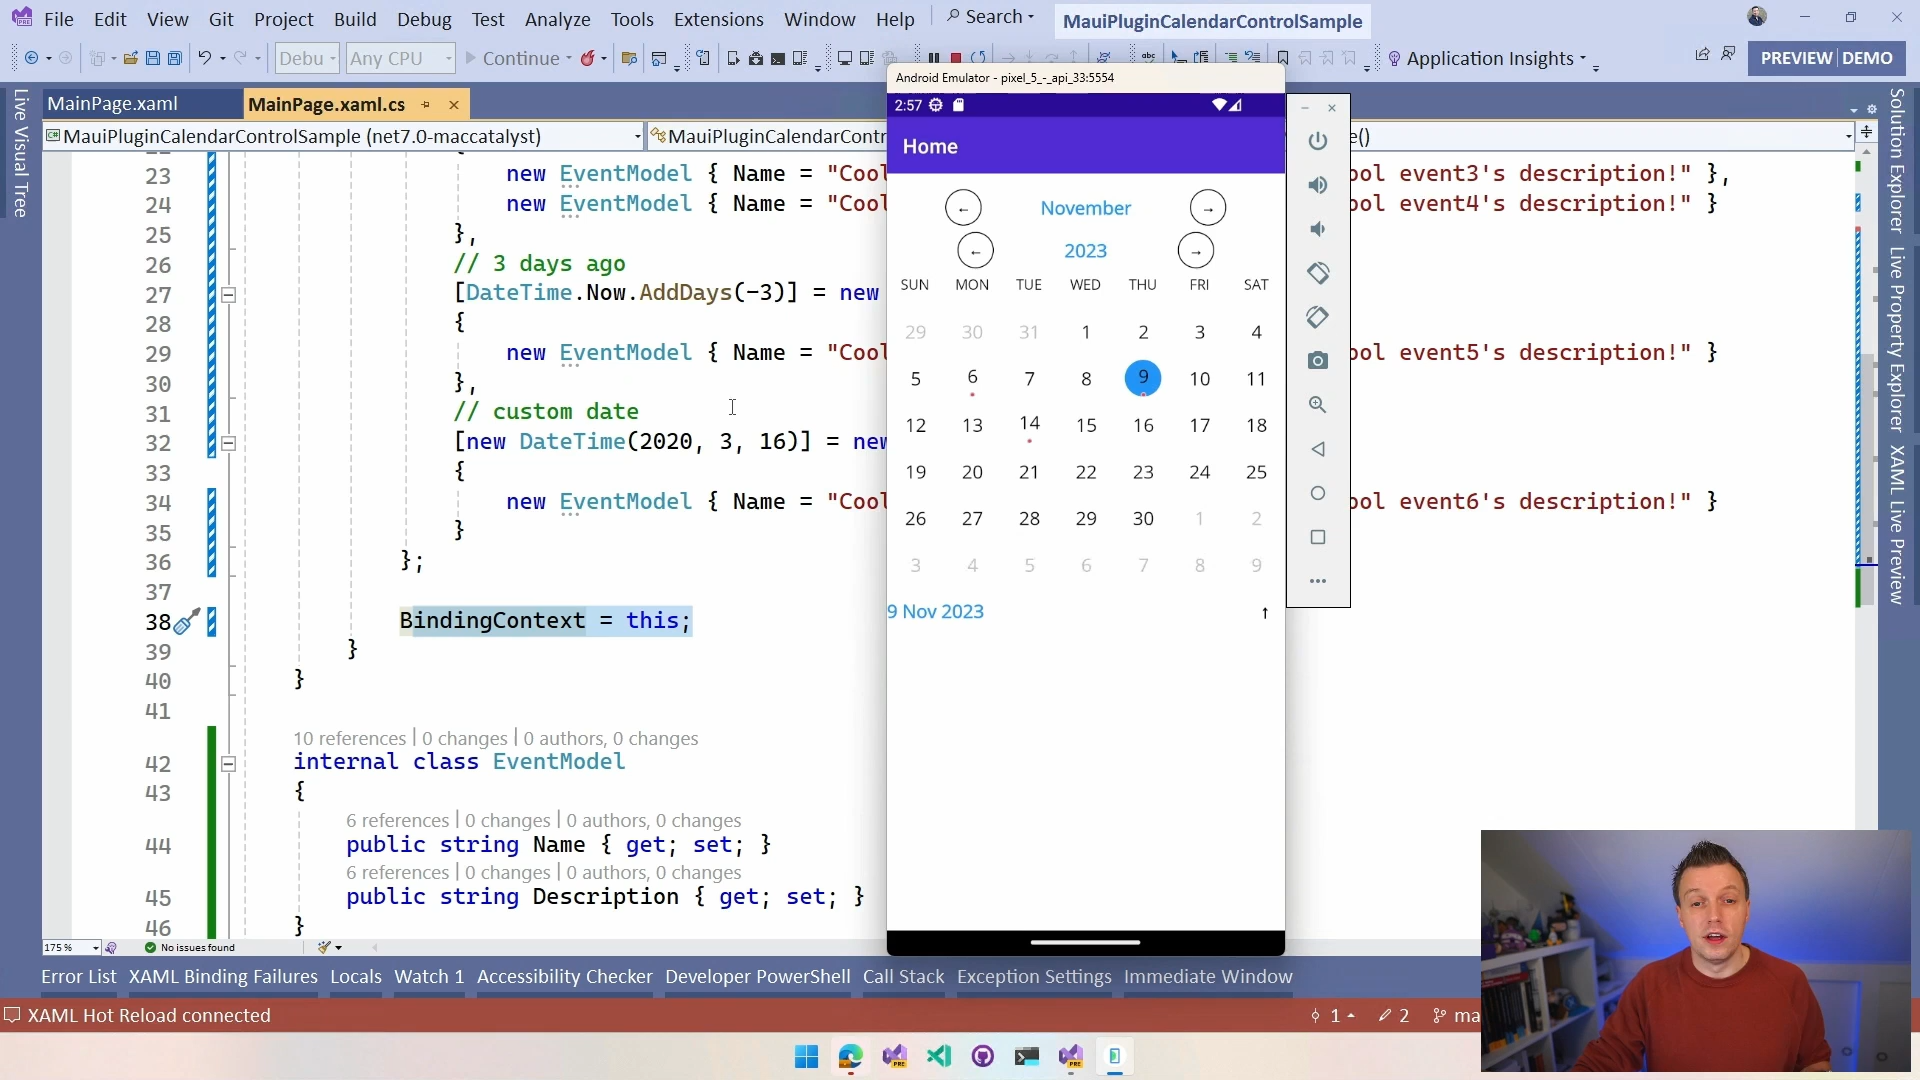 File Edit View Git Project Build Debug Test Analyze Tools Extensions Window Help Search MauiPluginCalendarControlSample
Debu Any CPU Continue Application Insights PREVIEW DEMO
MainPage.xaml MainPage.xaml.cs
MauiPluginCalendarControlSample (net7.0-maccatalyst) MauiPluginCalendarContr e()
Live Visual Tree
23 new EventModel { Name = "Cool ool event3's description!" },
24 new EventModel { Name = "Cool ool event4's description!" }
25 },
26 // 3 days ago
27 [DateTime.Now.AddDays(-3)] = new
28 {
29 new EventModel { Name = "Cool ool event5's description!" }
30 },
31 // custom date
32 [new DateTime(2020, 3, 16)] = new
33 {
34 new EventModel { Name = "Cool ool event6's description!" }
35 }
36 };
37
38 BindingContext = this;
39 }
40 }
41
10 references | 0 changes | 0 authors, 0 changes
42 internal class EventModel
43 {
6 references | 0 changes | 0 authors, 0 changes
44 public string Name { get; set; }
6 references | 0 changes | 0 authors, 0 changes
45 public string Description { get; set; }
46 }
Android Emulator - pixel_5_-_api_33:5554
2:57
Home
← November →
← 2023 →
SUN MON TUE WED THU FRI SAT
29 30 31 1 2 3 4
5 6 7 8 9 10 11
12 13 14 15 16 17 18
19 20 21 22 23 24 25
26 27 28 29 30 1 2
3 4 5 6 7 8 9
9 Nov 2023 ↑
Solution Explorer
Live Property Explorer
XAML Live Preview
175 % No issues found
Error List XAML Binding Failures Locals Watch 1 Accessibility Checker Developer PowerShell Call Stack Exception Settings Immediate Window
XAML Hot Reload connected 1 2 ma